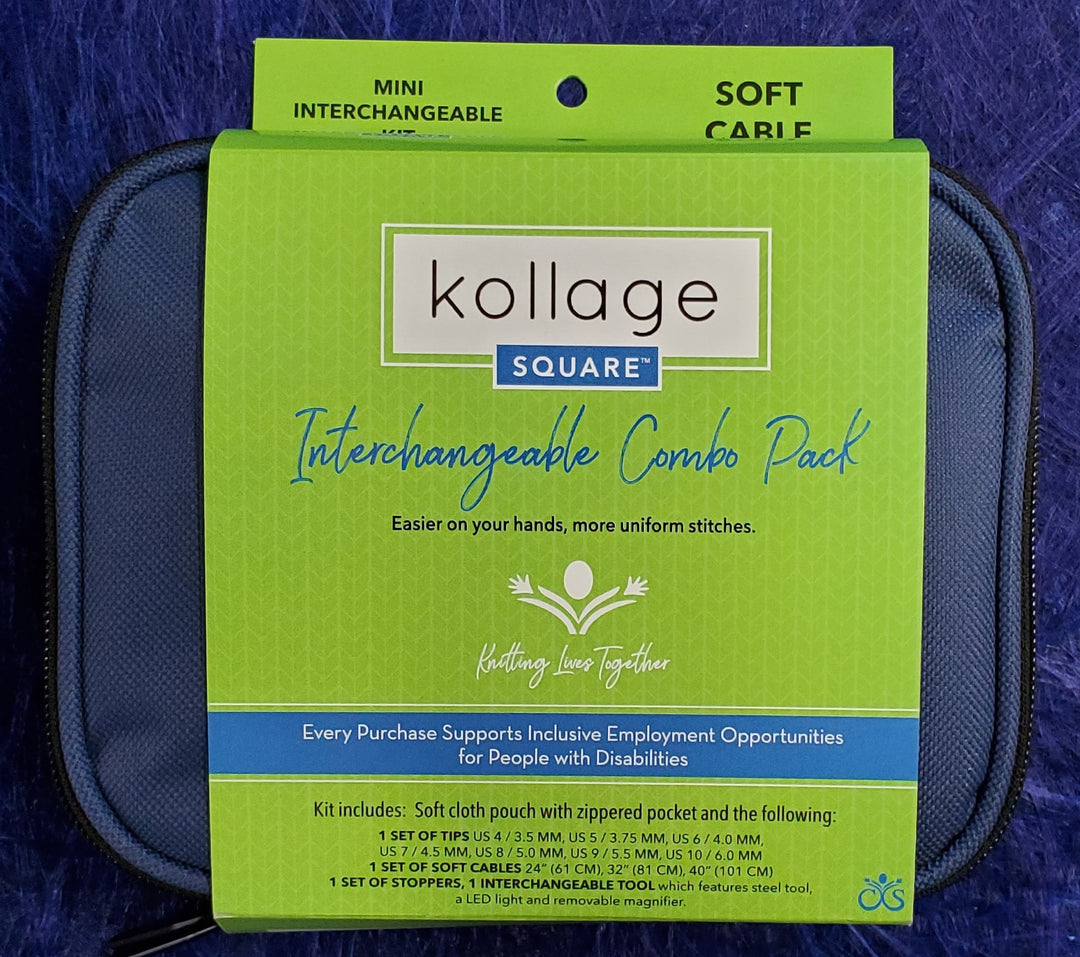 MINI
INTERCHANGEABLE
KIT
SOFT
CABLE
kollage
SQUARE™
Interchangeable Combo Pack
Easier on your hands, more uniform stitches.
Knitting Lives Together
Every Purchase Supports Inclusive Employment Opportunities
for People with Disabilities
Kit includes: Soft cloth pouch with zippered pocket and the following:
1 SET OF TIPS US 4 / 3.5 MM, US 5 / 3.75 MM, US 6 / 4.0 MM,
US 7 / 4.5 MM, US 8 / 5.0 MM, US 9 / 5.5 MM, US 10 / 6.0 MM
1 SET OF SOFT CABLES 24” (61 CM), 32” (81 CM), 40” (101 CM)
1 SET OF STOPPERS, 1 INTERCHANGEABLE TOOL which features steel tool,
a LED light and removable magnifier.